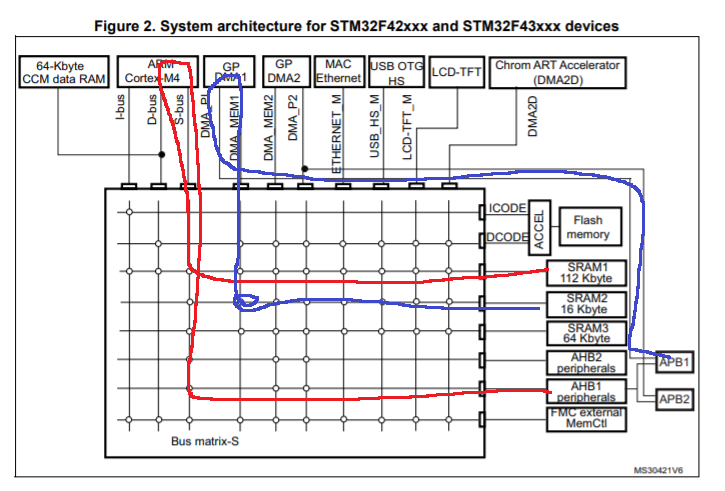 Figure 2. System architecture for STM32F42xxx and STM32F43xxx devices
64-Kbyte
CCM data RAM
ARM
Cortex-M4
GP
DMA1
GP
DMA2
MAC
Ethernet
USB OTG
HS
LCD-TFT
Chrom ART Accelerator
(DMA2D)
I-bus
D-bus
S-bus
DMA_PI
DMA_MEM1
DMA_MEM2
DMA_P2
ETHERNET_M
USB_HS_M
LCD-TFT_M
DMA2D
ICODE
DCODE
ACCEL
Flash
memory
SRAM1
112 Kbyte
SRAM2
16 Kbyte
SRAM3
64 Kbyte
AHB2
peripherals
AHB1
peripherals
FMC external
MemCtl
APB1
APB2
Bus matrix-S
MS30421V6